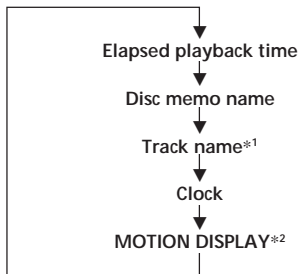 Elapsed playback time
Disc memo name
Track name*1
Clock
MOTION DISPLAY*2